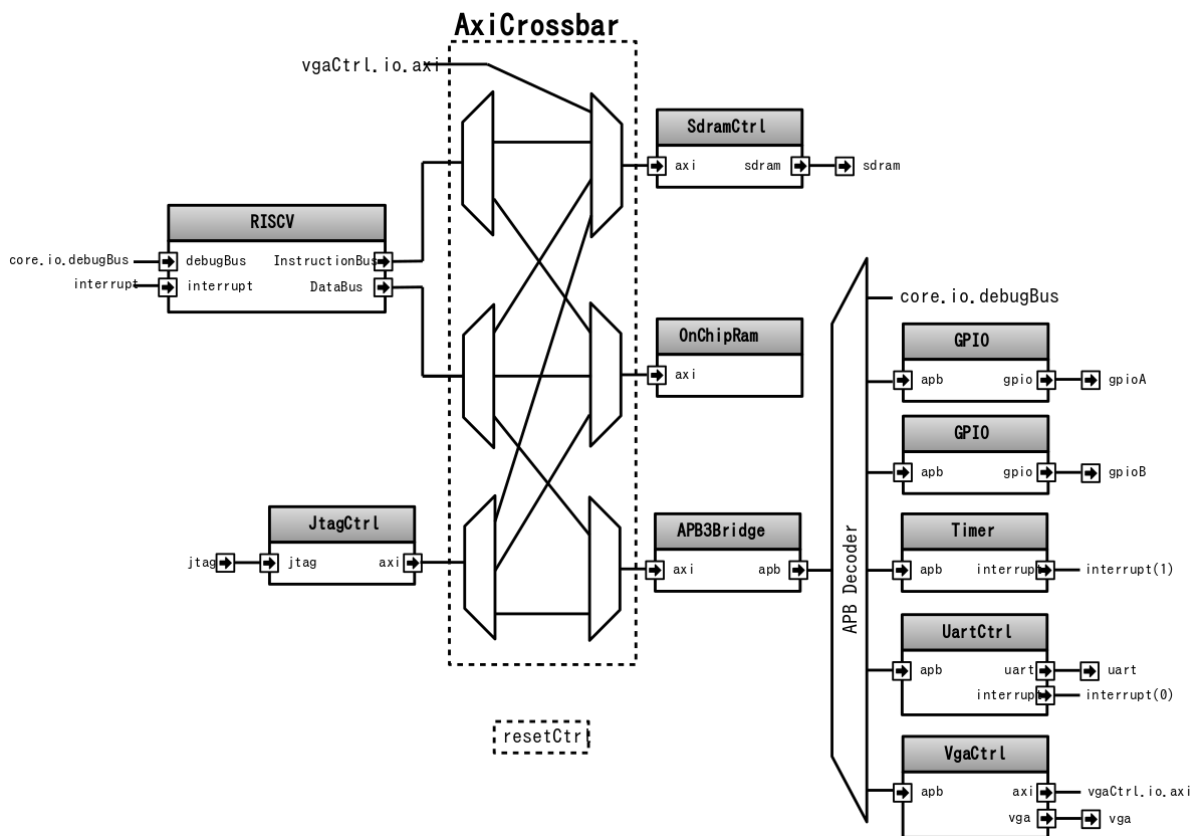 AxiCrossbar
vgaCtrl.io.axi
SdramCtrl
axi sdram
sdram
RISCV
core.io.debugBus
debugBus InstructionBus
interrupt
interrupt DataBus
core.io.debugBus
OnChipRam
axi
GPIO
apb gpio
gpioA
GPIO
apb gpio
gpioB
JtagCtrl
jtag
jtag axi
APB3Bridge
axi apb
APB Decoder
Timer
apb interrupt
interrupt(1)
UartCtrl
apb uart
uart
interrupt
interrupt(0)
resetCtrl
VgaCtrl
apb axi
vgaCtrl.io.axi
vga
vga